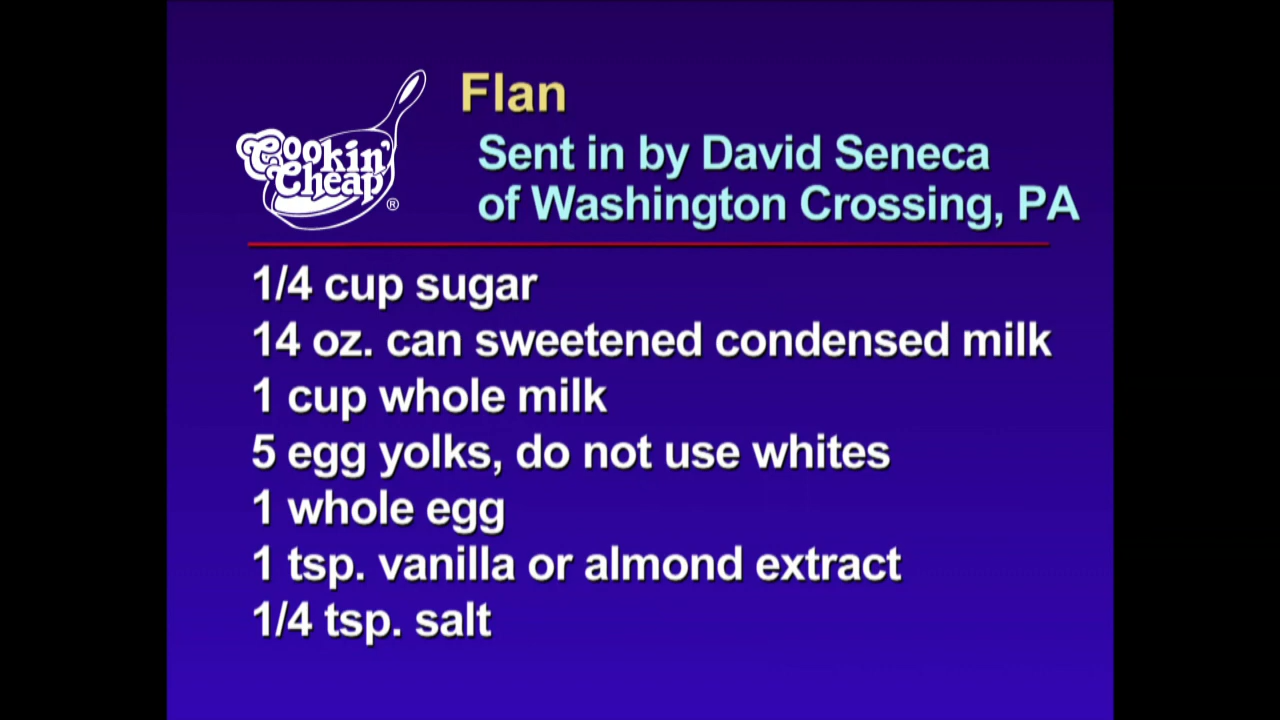 Cookin'
Cheap
®
Flan
Sent in by David Seneca
of Washington Crossing, PA
1/4 cup sugar
14 oz. can sweetened condensed milk
1 cup whole milk
5 egg yolks, do not use whites
1 whole egg
1 tsp. vanilla or almond extract
1/4 tsp. salt